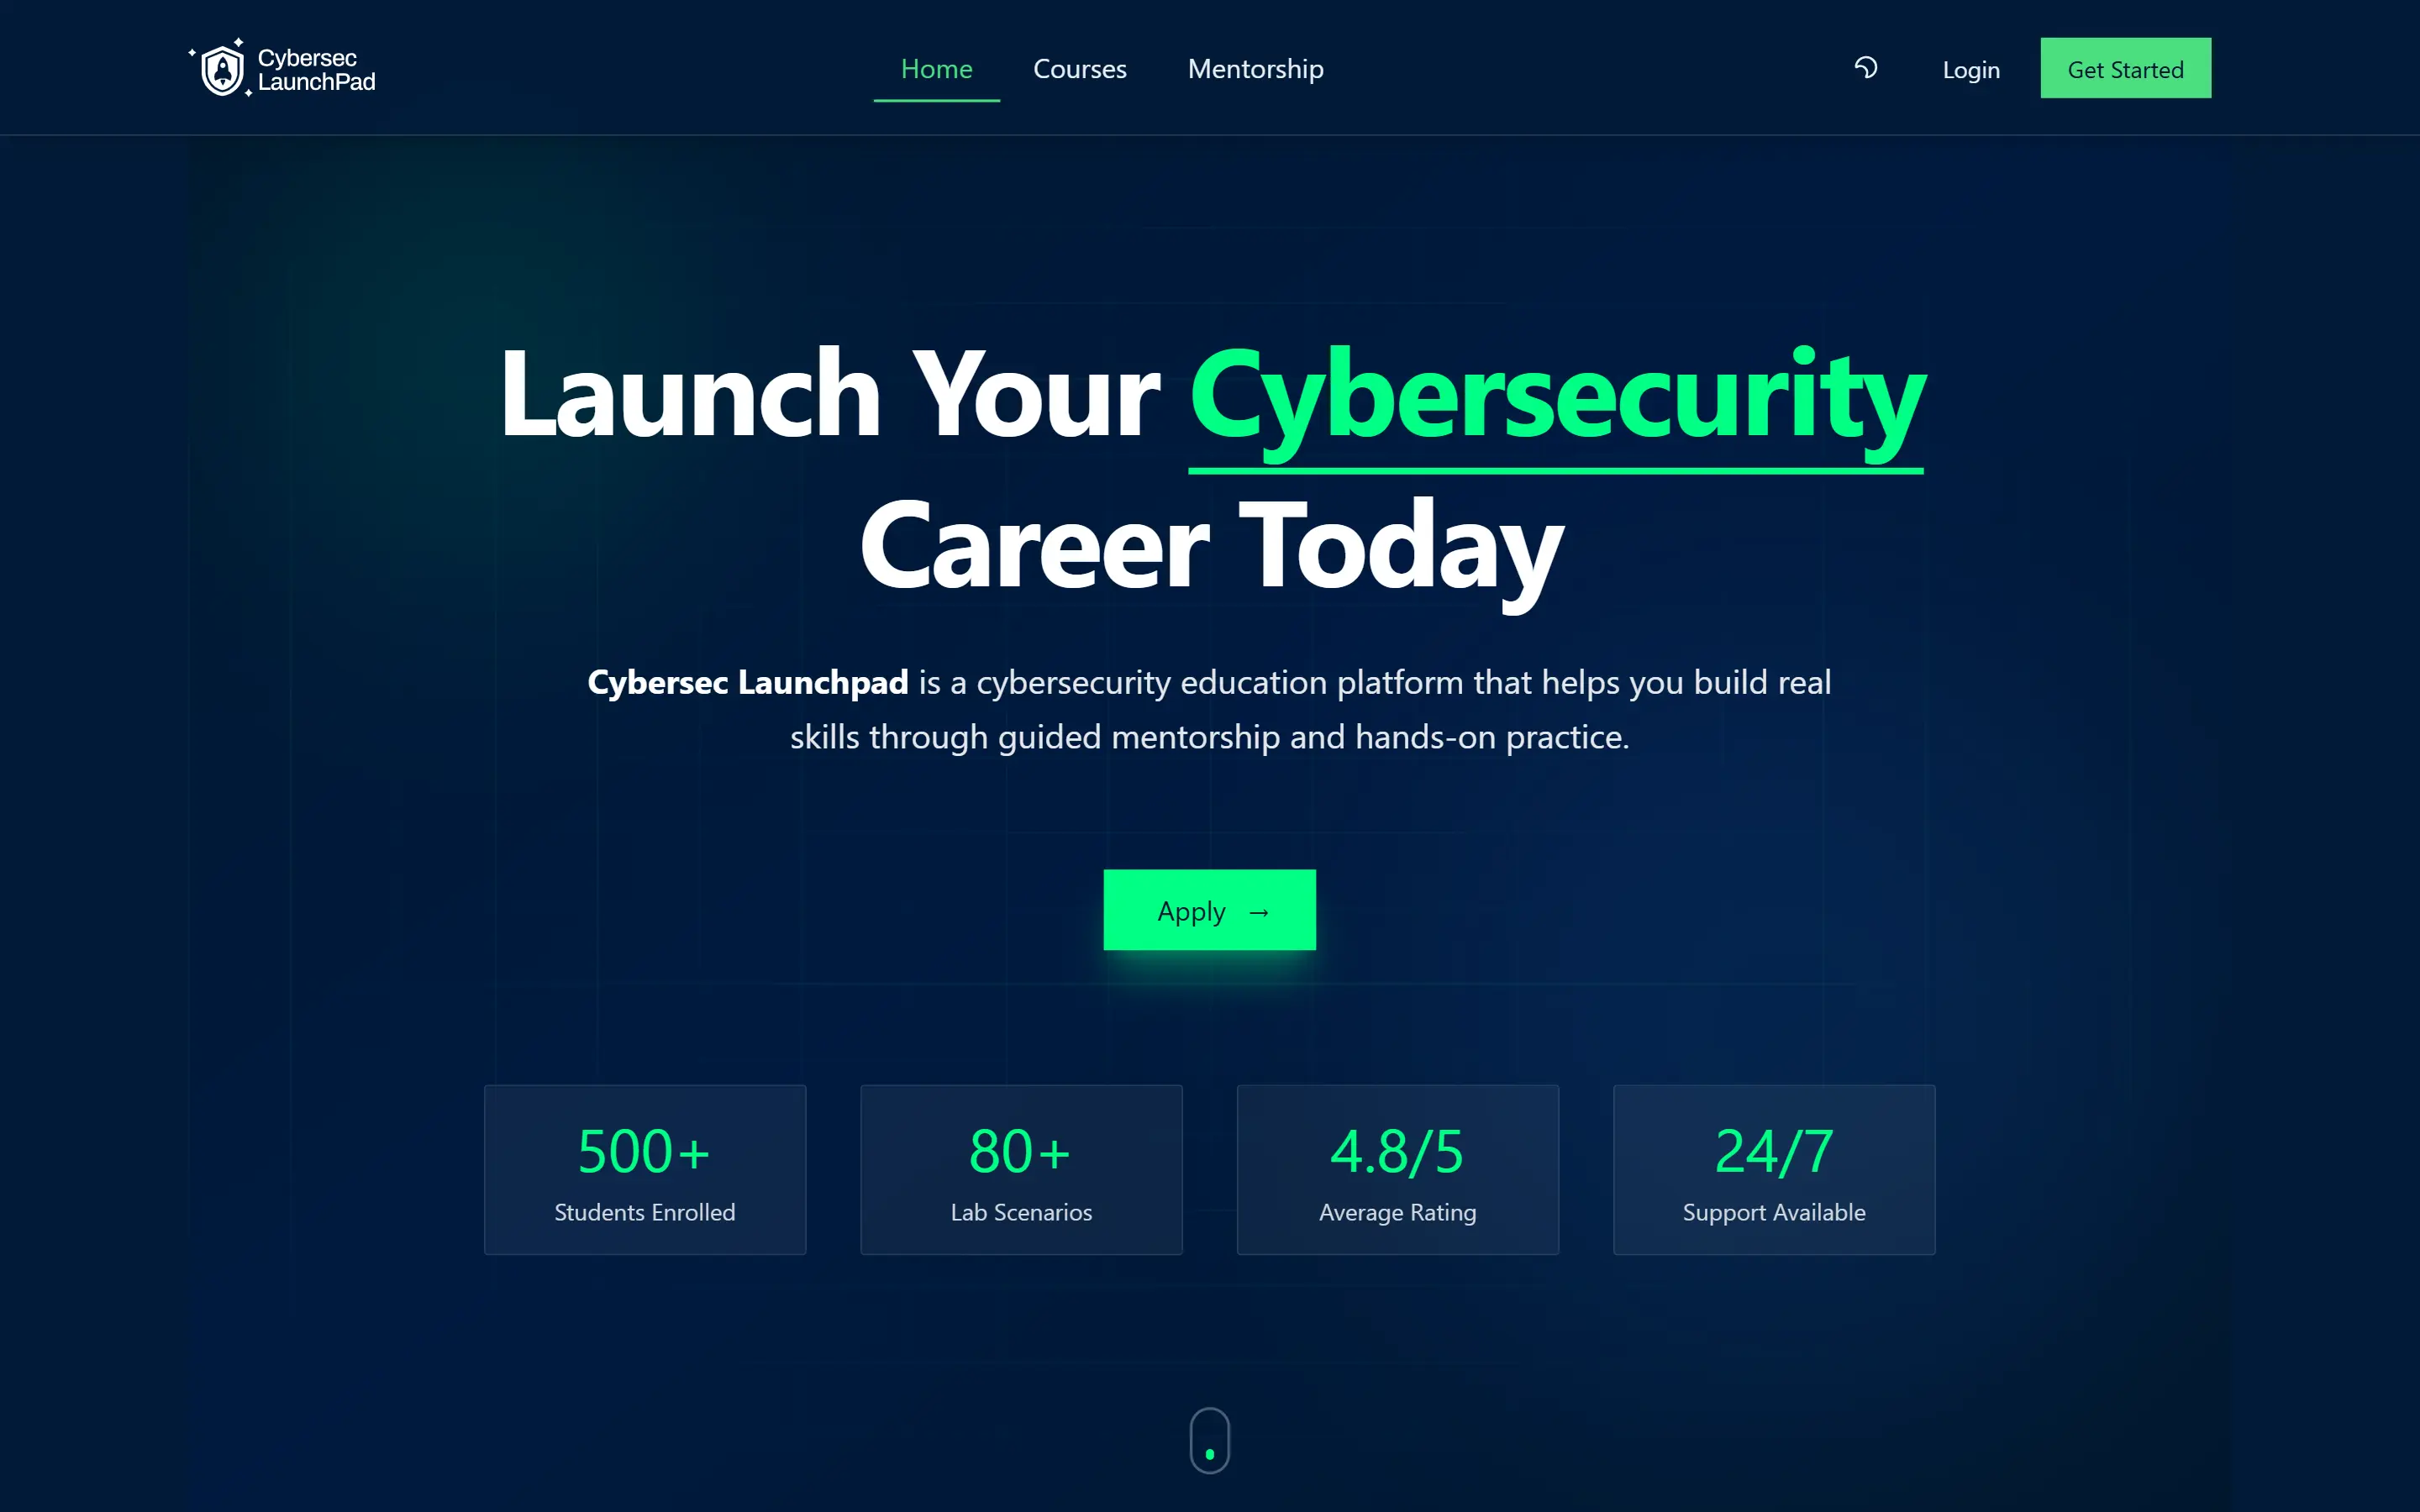 Cybersec
LaunchPad
Home
Courses
Mentorship
Login
Get Started
Launch Your Cybersecurity
Career Today
Cybersec Launchpad is a cybersecurity education platform that helps you build real
skills through guided mentorship and hands-on practice.
Apply →
500+
Students Enrolled
80+
Lab Scenarios
4.8/5
Average Rating
24/7
Support Available